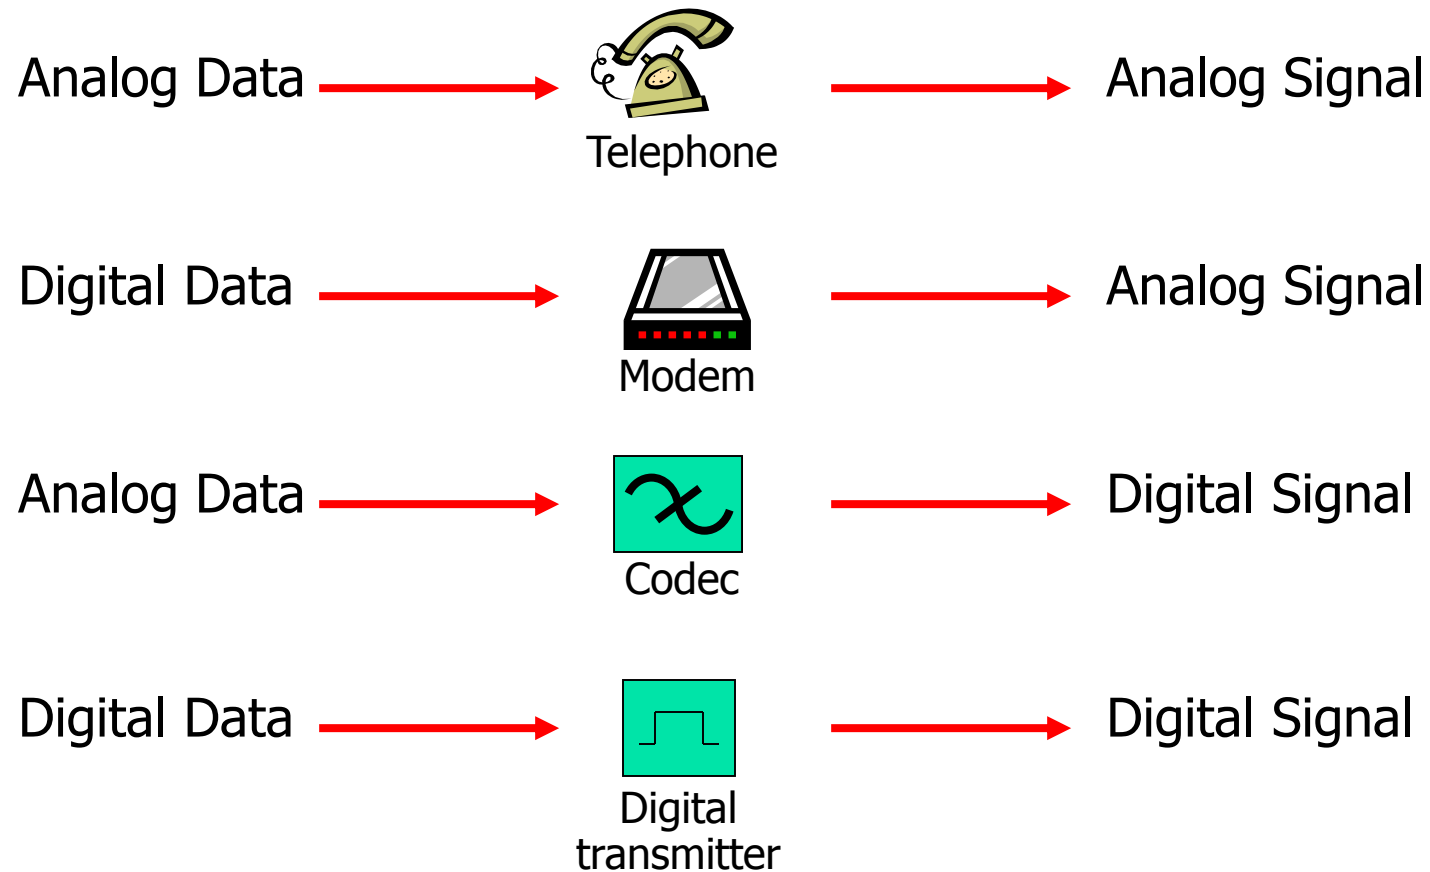 Analog Data
Telephone
Analog Signal
Digital Data
Modem
Analog Signal
Analog Data
Codec
Digital Signal
Digital Data
Digital
transmitter
Digital Signal